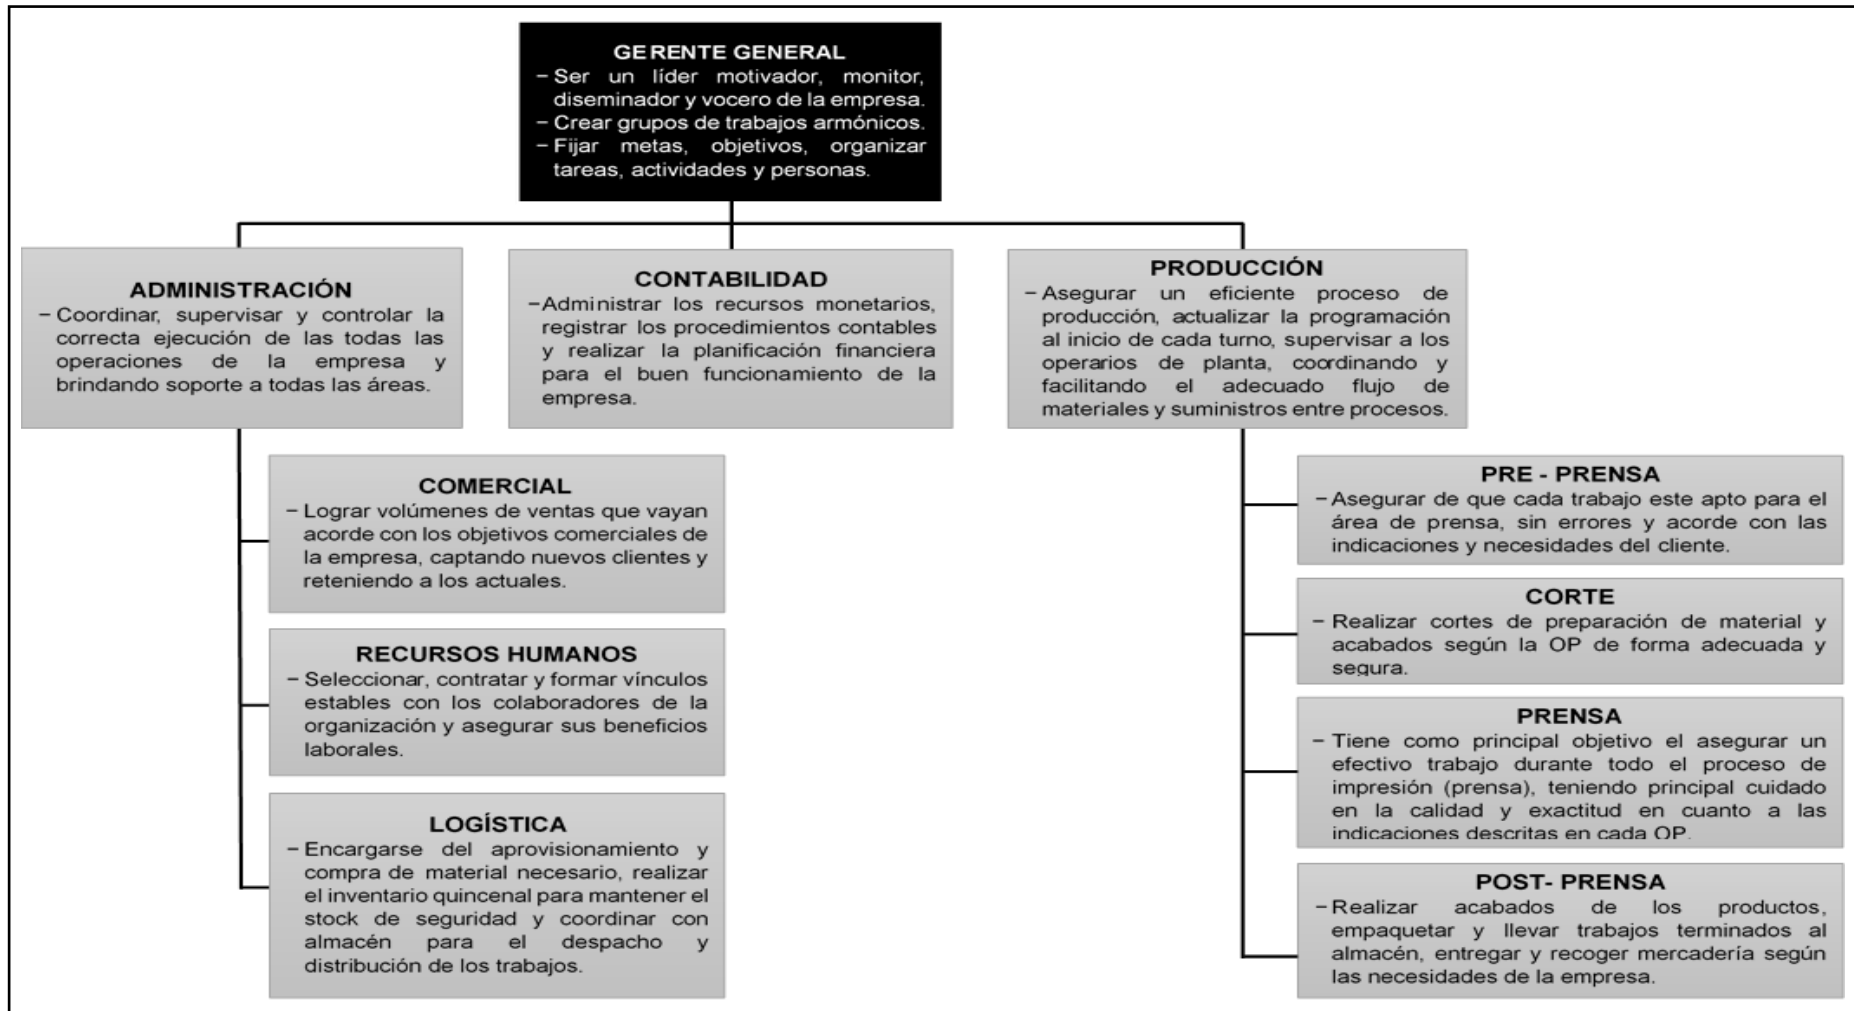 GERENTE GENERAL
− Ser un líder motivador, monitor,
diseminador y vocero de la empresa.
− Crear grupos de trabajos armónicos.
− Fijar metas, objetivos, organizar
tareas, actividades y personas.
ADMINISTRACIÓN
− Coordinar, supervisar y controlar la
correcta ejecución de las todas las
operaciones de la empresa y
brindando soporte a todas las áreas.
CONTABILIDAD
−Administrar los recursos monetarios,
registrar los procedimientos contables
y realizar la planificación financiera
para el buen funcionamiento de la
empresa.
PRODUCCIÓN
− Asegurar un eficiente proceso de
producción, actualizar la programación
al inicio de cada turno, supervisar a los
operarios de planta, coordinando y
facilitando el adecuado flujo de
materiales y suministros entre procesos.
COMERCIAL
− Lograr volúmenes de ventas que vayan
acorde con los objetivos comerciales de
la empresa, captando nuevos clientes y
reteniendo a los actuales.
RECURSOS HUMANOS
− Seleccionar, contratar y formar vínculos
estables con los colaboradores de la
organización y asegurar sus beneficios
laborales.
LOGÍSTICA
− Encargarse del aprovisionamiento y
compra de material necesario, realizar
el inventario quincenal para mantener el
stock de seguridad y coordinar con
almacén para el despacho y
distribución de los trabajos.
PRE - PRENSA
− Asegurar de que cada trabajo este apto para el
área de prensa, sin errores y acorde con las
indicaciones y necesidades del cliente.
CORTE
− Realizar cortes de preparación de material y
acabados según la OP de forma adecuada y
segura.
PRENSA
− Tiene como principal objetivo el asegurar un
efectivo trabajo durante todo el proceso de
impresión (prensa), teniendo principal cuidado
en la calidad y exactitud en cuanto a las
indicaciones descritas en cada OP.
POST- PRENSA
− Realizar acabados de los productos,
empaquetar y llevar trabajos terminados al
almacén, entregar y recoger mercadería según
las necesidades de la empresa.